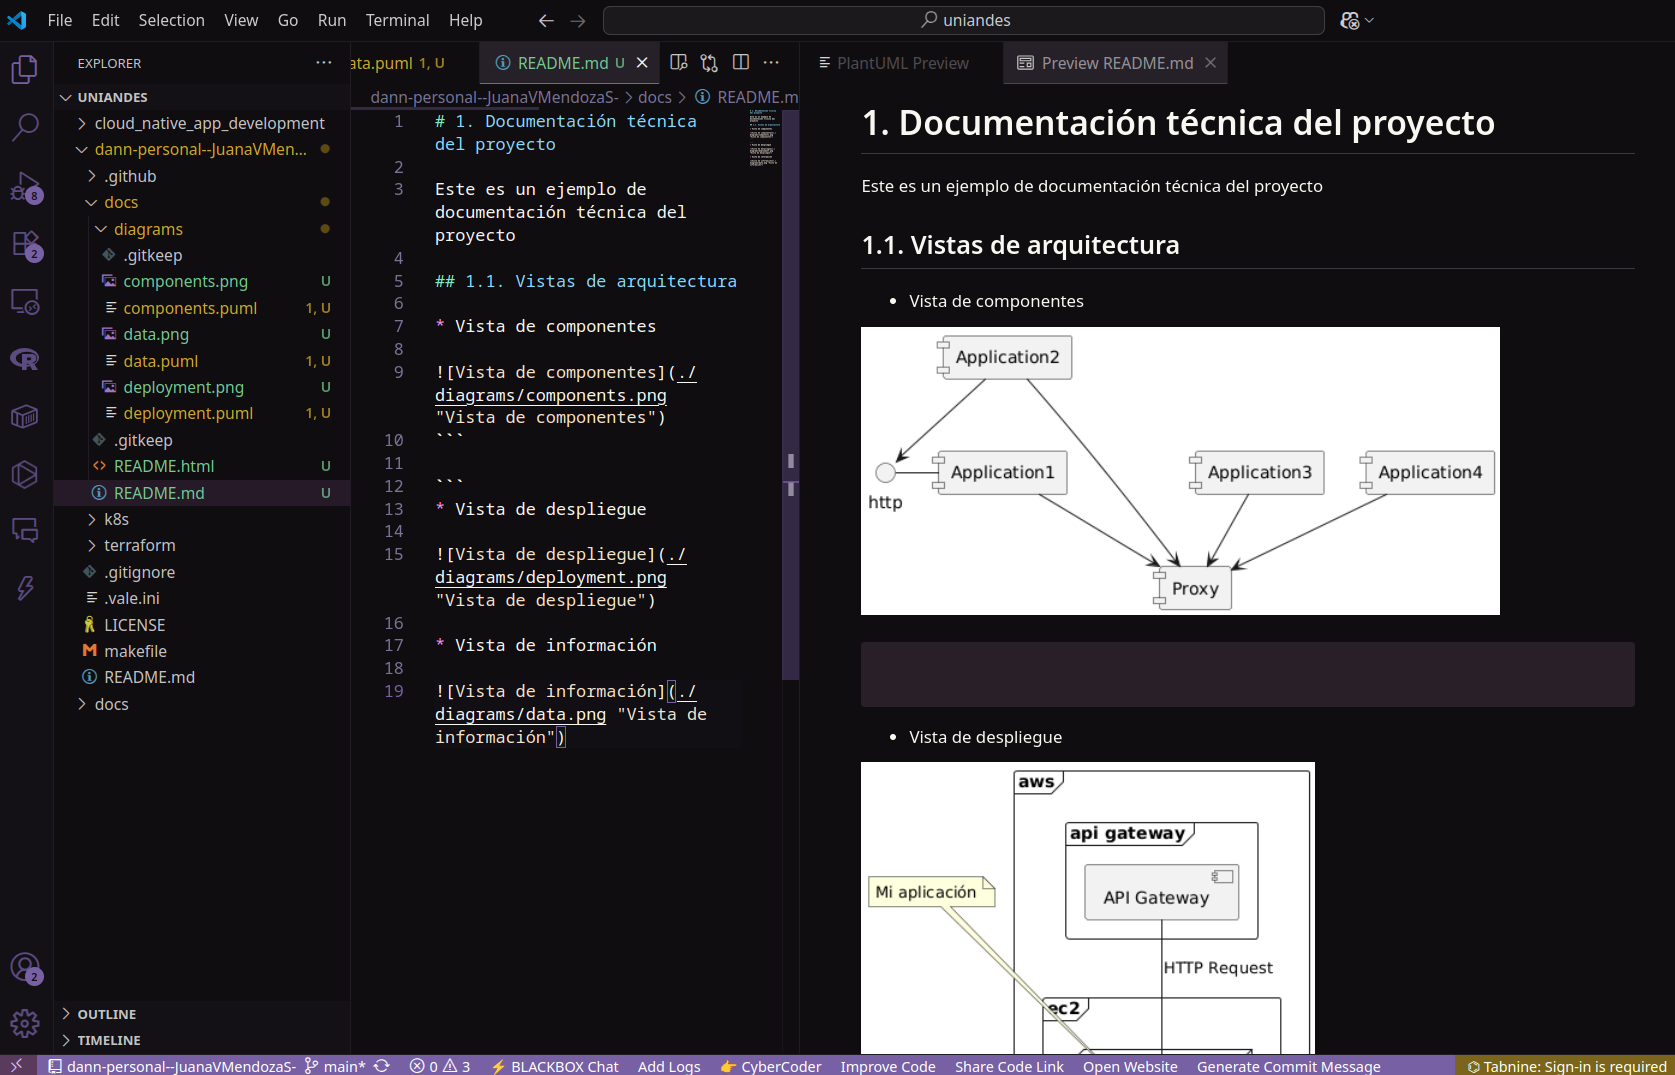 File Edit Selection View Go Run Terminal Help
uniandes
EXPLORER
UNIANDES
cloud_native_app_development
dann-personal--JuanaVMen...
.github
docs
diagrams
.gitkeep
components.png U
components.puml 1, U
data.png U
data.puml 1, U
deployment.png U
deployment.puml 1, U
.gitkeep
README.html U
README.md U
k8s
terraform
.gitignore
.vale.ini
LICENSE
makefile
README.md
docs
OUTLINE
TIMELINE
8
2
2
ata.puml 1, U
README.md U
dann-personal--JuanaVMendozaS- > docs > README.m
1 # 1. Documentación técnica
del proyecto
2
3 Este es un ejemplo de
documentación técnica del
proyecto
4
5 ## 1.1. Vistas de arquitectura
6
7 * Vista de componentes
8
9 ![Vista de componentes](./
diagrams/components.png
"Vista de componentes")
10 ```
11
12 ```
13 * Vista de despliegue
14
15 ![Vista de despliegue](./
diagrams/deployment.png
"Vista de despliegue")
16
17 * Vista de información
18
19 ![Vista de información](./
diagrams/data.png "Vista de
información")
PlantUML Preview
Preview README.md
1. Documentación técnica del proyecto
Este es un ejemplo de documentación técnica del proyecto
1.1. Vistas de arquitectura
• Vista de componentes
Application2
Application1
Application3
Application4
http
Proxy
• Vista de despliegue
aws
api gateway
API Gateway
Mi aplicación
HTTP Request
ec2
dann-personal--JuanaVMendozaS- main* 0 3 BLACKBOX Chat Add Logs CyberCoder Improve Code Share Code Link Open Website Generate Commit Message Tabnine: Sign-in is required